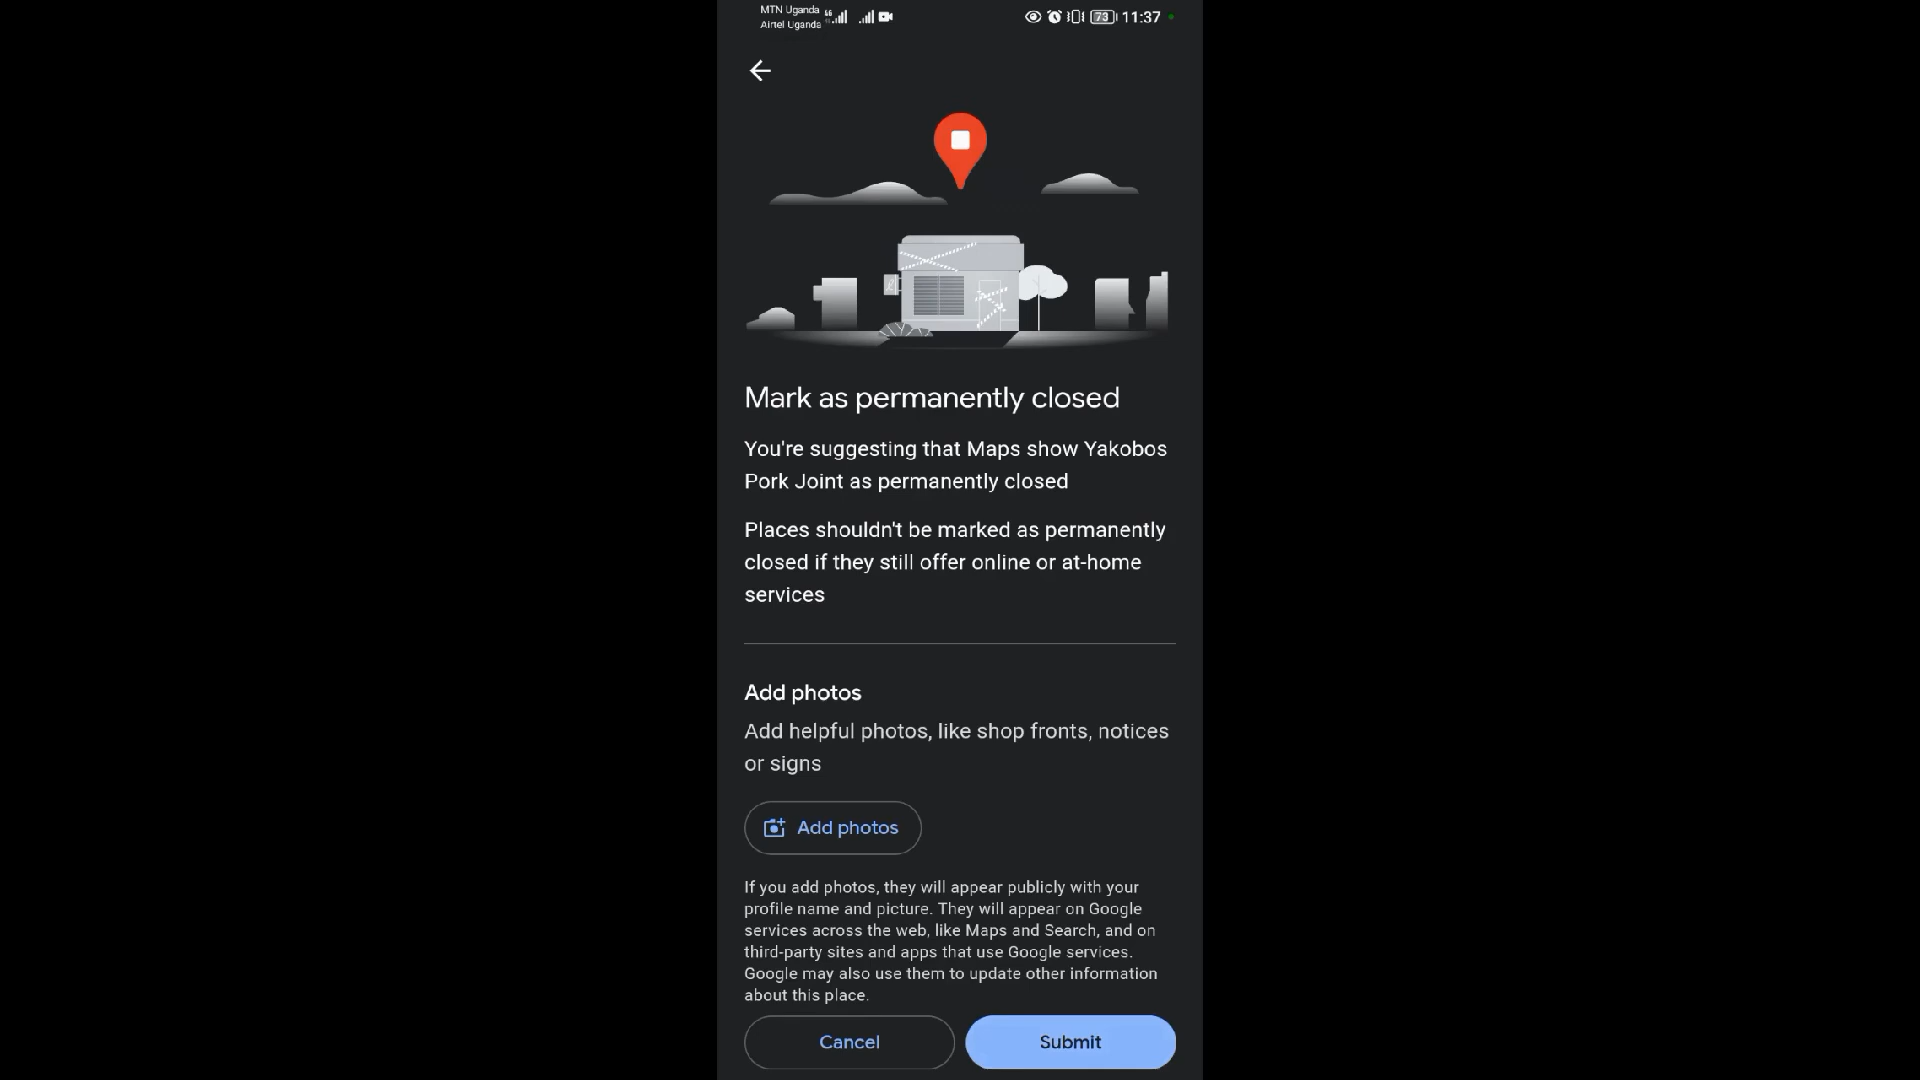 MTN Uganda
Airtel Uganda
73 11:37
Mark as permanently closed
You're suggesting that Maps show Yakobos
Pork Joint as permanently closed
Places shouldn't be marked as permanently
closed if they still offer online or at-home
services
Add photos
Add helpful photos, like shop fronts, notices
or signs
Add photos
If you add photos, they will appear publicly with your
profile name and picture. They will appear on Google
services across the web, like Maps and Search, and on
third-party sites and apps that use Google services.
Google may also use them to update other information
about this place.
Cancel Submit